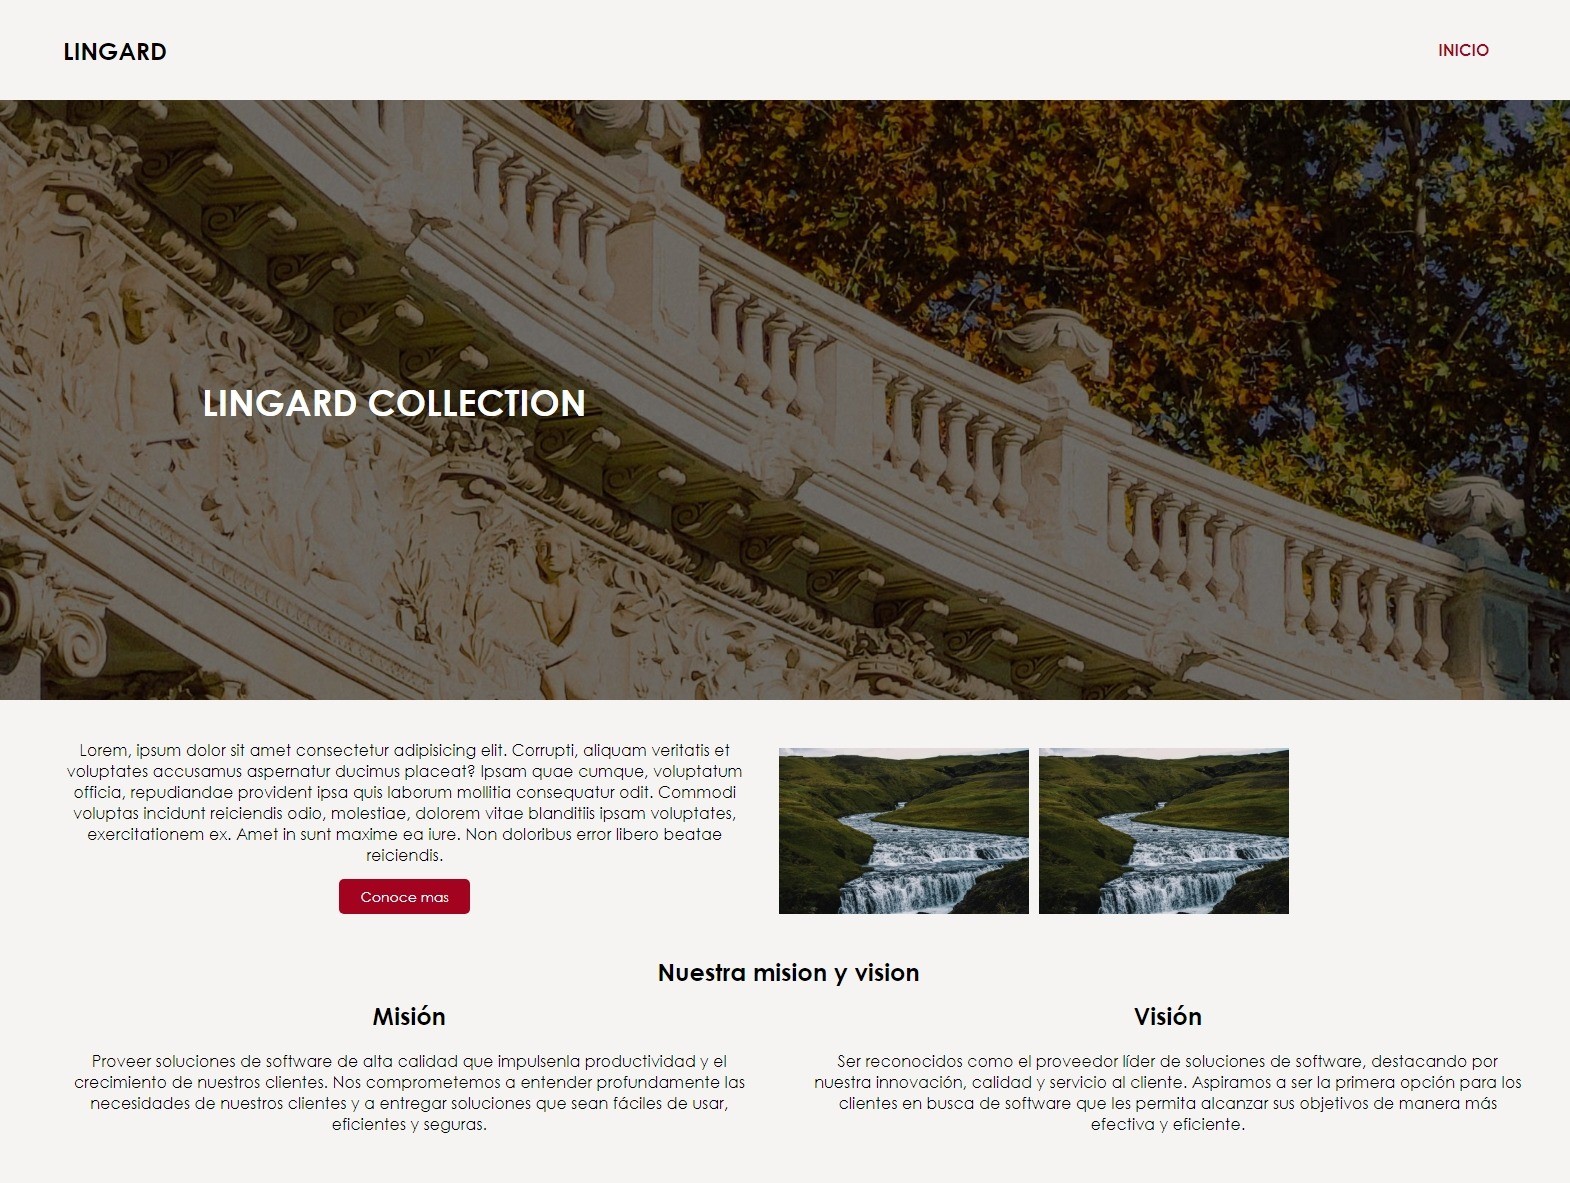 LINGARD
INICIO
LINGARD COLLECTION
Lorem, ipsum dolor sit amet consectetur adipisicing elit. Corrupti, aliquam veritatis et
voluptates accusamus aspernatur ducimus placeat? Ipsam quae cumque, voluptatum
officia, repudiandae provident ipsa quis laborum mollitia consequatur odit. Commodi
voluptas incidunt reiciendis odio, molestiae, dolorem vitae blanditiis ipsam voluptates,
exercitationem ex. Amet in sunt maxime ea iure. Non doloribus error libero beatae
reiciendis.
Conoce mas
Nuestra mision y vision
Misión
Proveer soluciones de software de alta calidad que impulsenla productividad y el
crecimiento de nuestros clientes. Nos comprometemos a entender profundamente las
necesidades de nuestros clientes y a entregar soluciones que sean fáciles de usar,
eficientes y seguras.
Visión
Ser reconocidos como el proveedor líder de soluciones de software, destacando por
nuestra innovación, calidad y servicio al cliente. Aspiramos a ser la primera opción para los
clientes en busca de software que les permita alcanzar sus objetivos de manera más
efectiva y eficiente.